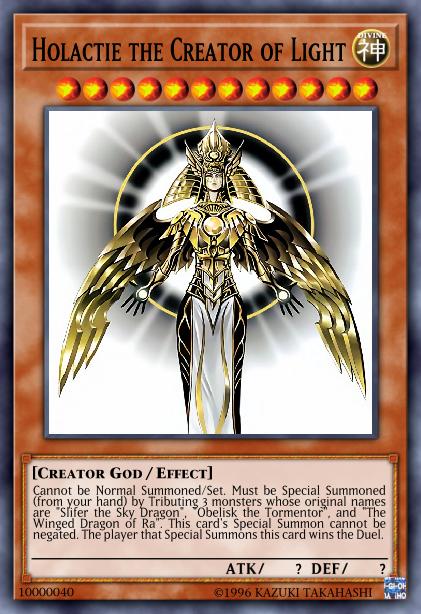 Holactie the Creator of Light
DIVINE
神
[Creator God / Effect]
Cannot be Normal Summoned/Set. Must be Special Summoned
(from your hand) by Tributing 3 monsters whose original names
are "Slifer the Sky Dragon", "Obelisk the Tormentor", and "The
Winged Dragon of Ra". This card's Special Summon cannot be
negated. The player that Special Summons this card wins the Duel.
ATK/ ? DEF/ ?
10000040
©1996 KAZUKI TAKAHASHI